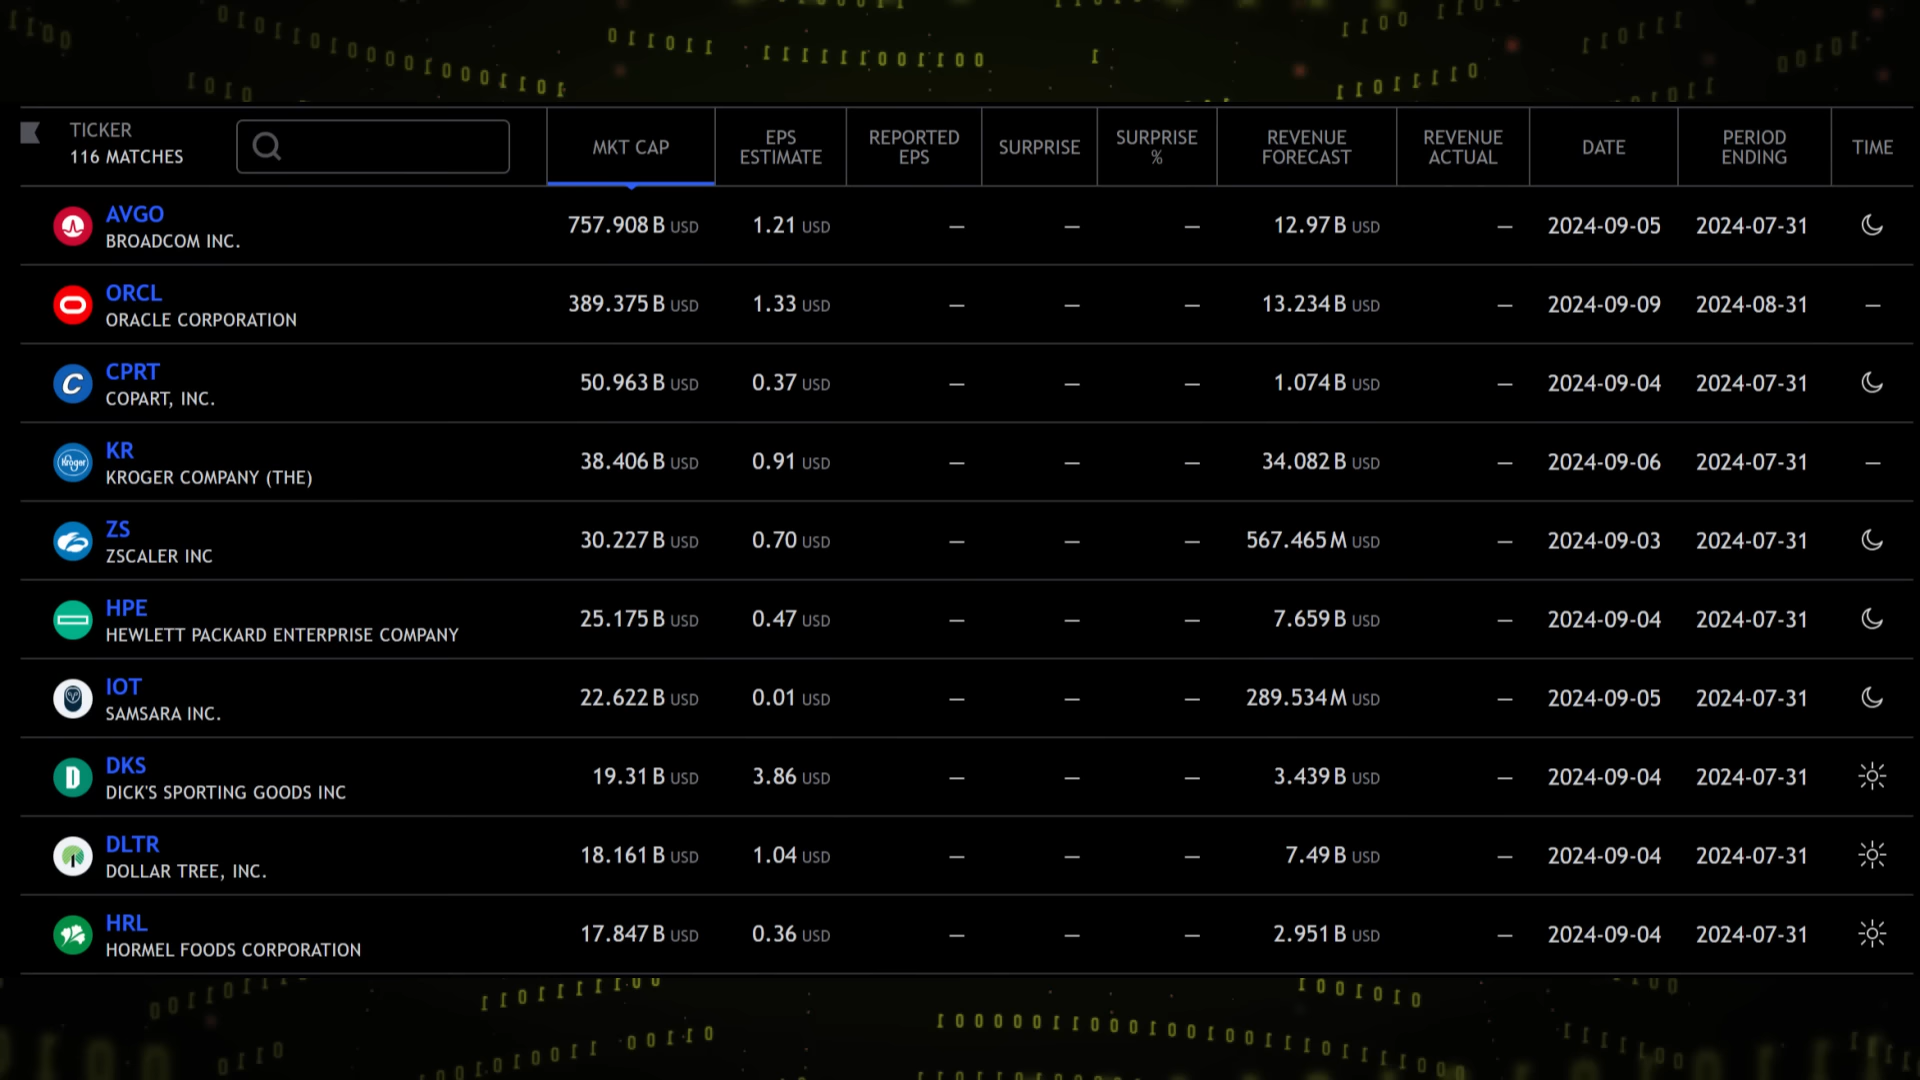 TICKER
116 MATCHES
MKT CAP
EPS
ESTIMATE
REPORTED
EPS
SURPRISE
SURPRISE
%
REVENUE
FORECAST
REVENUE
ACTUAL
DATE
PERIOD
ENDING
TIME
AVGO
BROADCOM INC.
757.908 B USD 1.21 USD — — — 12.97 B USD — 2024-09-05 2024-07-31
ORCL
ORACLE CORPORATION
389.375 B USD 1.33 USD — — — 13.234 B USD — 2024-09-09 2024-08-31 —
CPRT
COPART, INC.
50.963 B USD 0.37 USD — — — 1.074 B USD — 2024-09-04 2024-07-31
Kroger
KR
KROGER COMPANY (THE)
38.406 B USD 0.91 USD — — — 34.082 B USD — 2024-09-06 2024-07-31 —
ZS
ZSCALER INC
30.227 B USD 0.70 USD — — — 567.465 M USD — 2024-09-03 2024-07-31
HPE
HEWLETT PACKARD ENTERPRISE COMPANY
25.175 B USD 0.47 USD — — — 7.659 B USD — 2024-09-04 2024-07-31
IOT
SAMSARA INC.
22.622 B USD 0.01 USD — — — 289.534 M USD — 2024-09-05 2024-07-31
DKS
DICK'S SPORTING GOODS INC
19.31 B USD 3.86 USD — — — 3.439 B USD — 2024-09-04 2024-07-31
DLTR
DOLLAR TREE, INC.
18.161 B USD 1.04 USD — — — 7.49 B USD — 2024-09-04 2024-07-31
HRL
HORMEL FOODS CORPORATION
17.847 B USD 0.36 USD — — — 2.951 B USD — 2024-09-04 2024-07-31